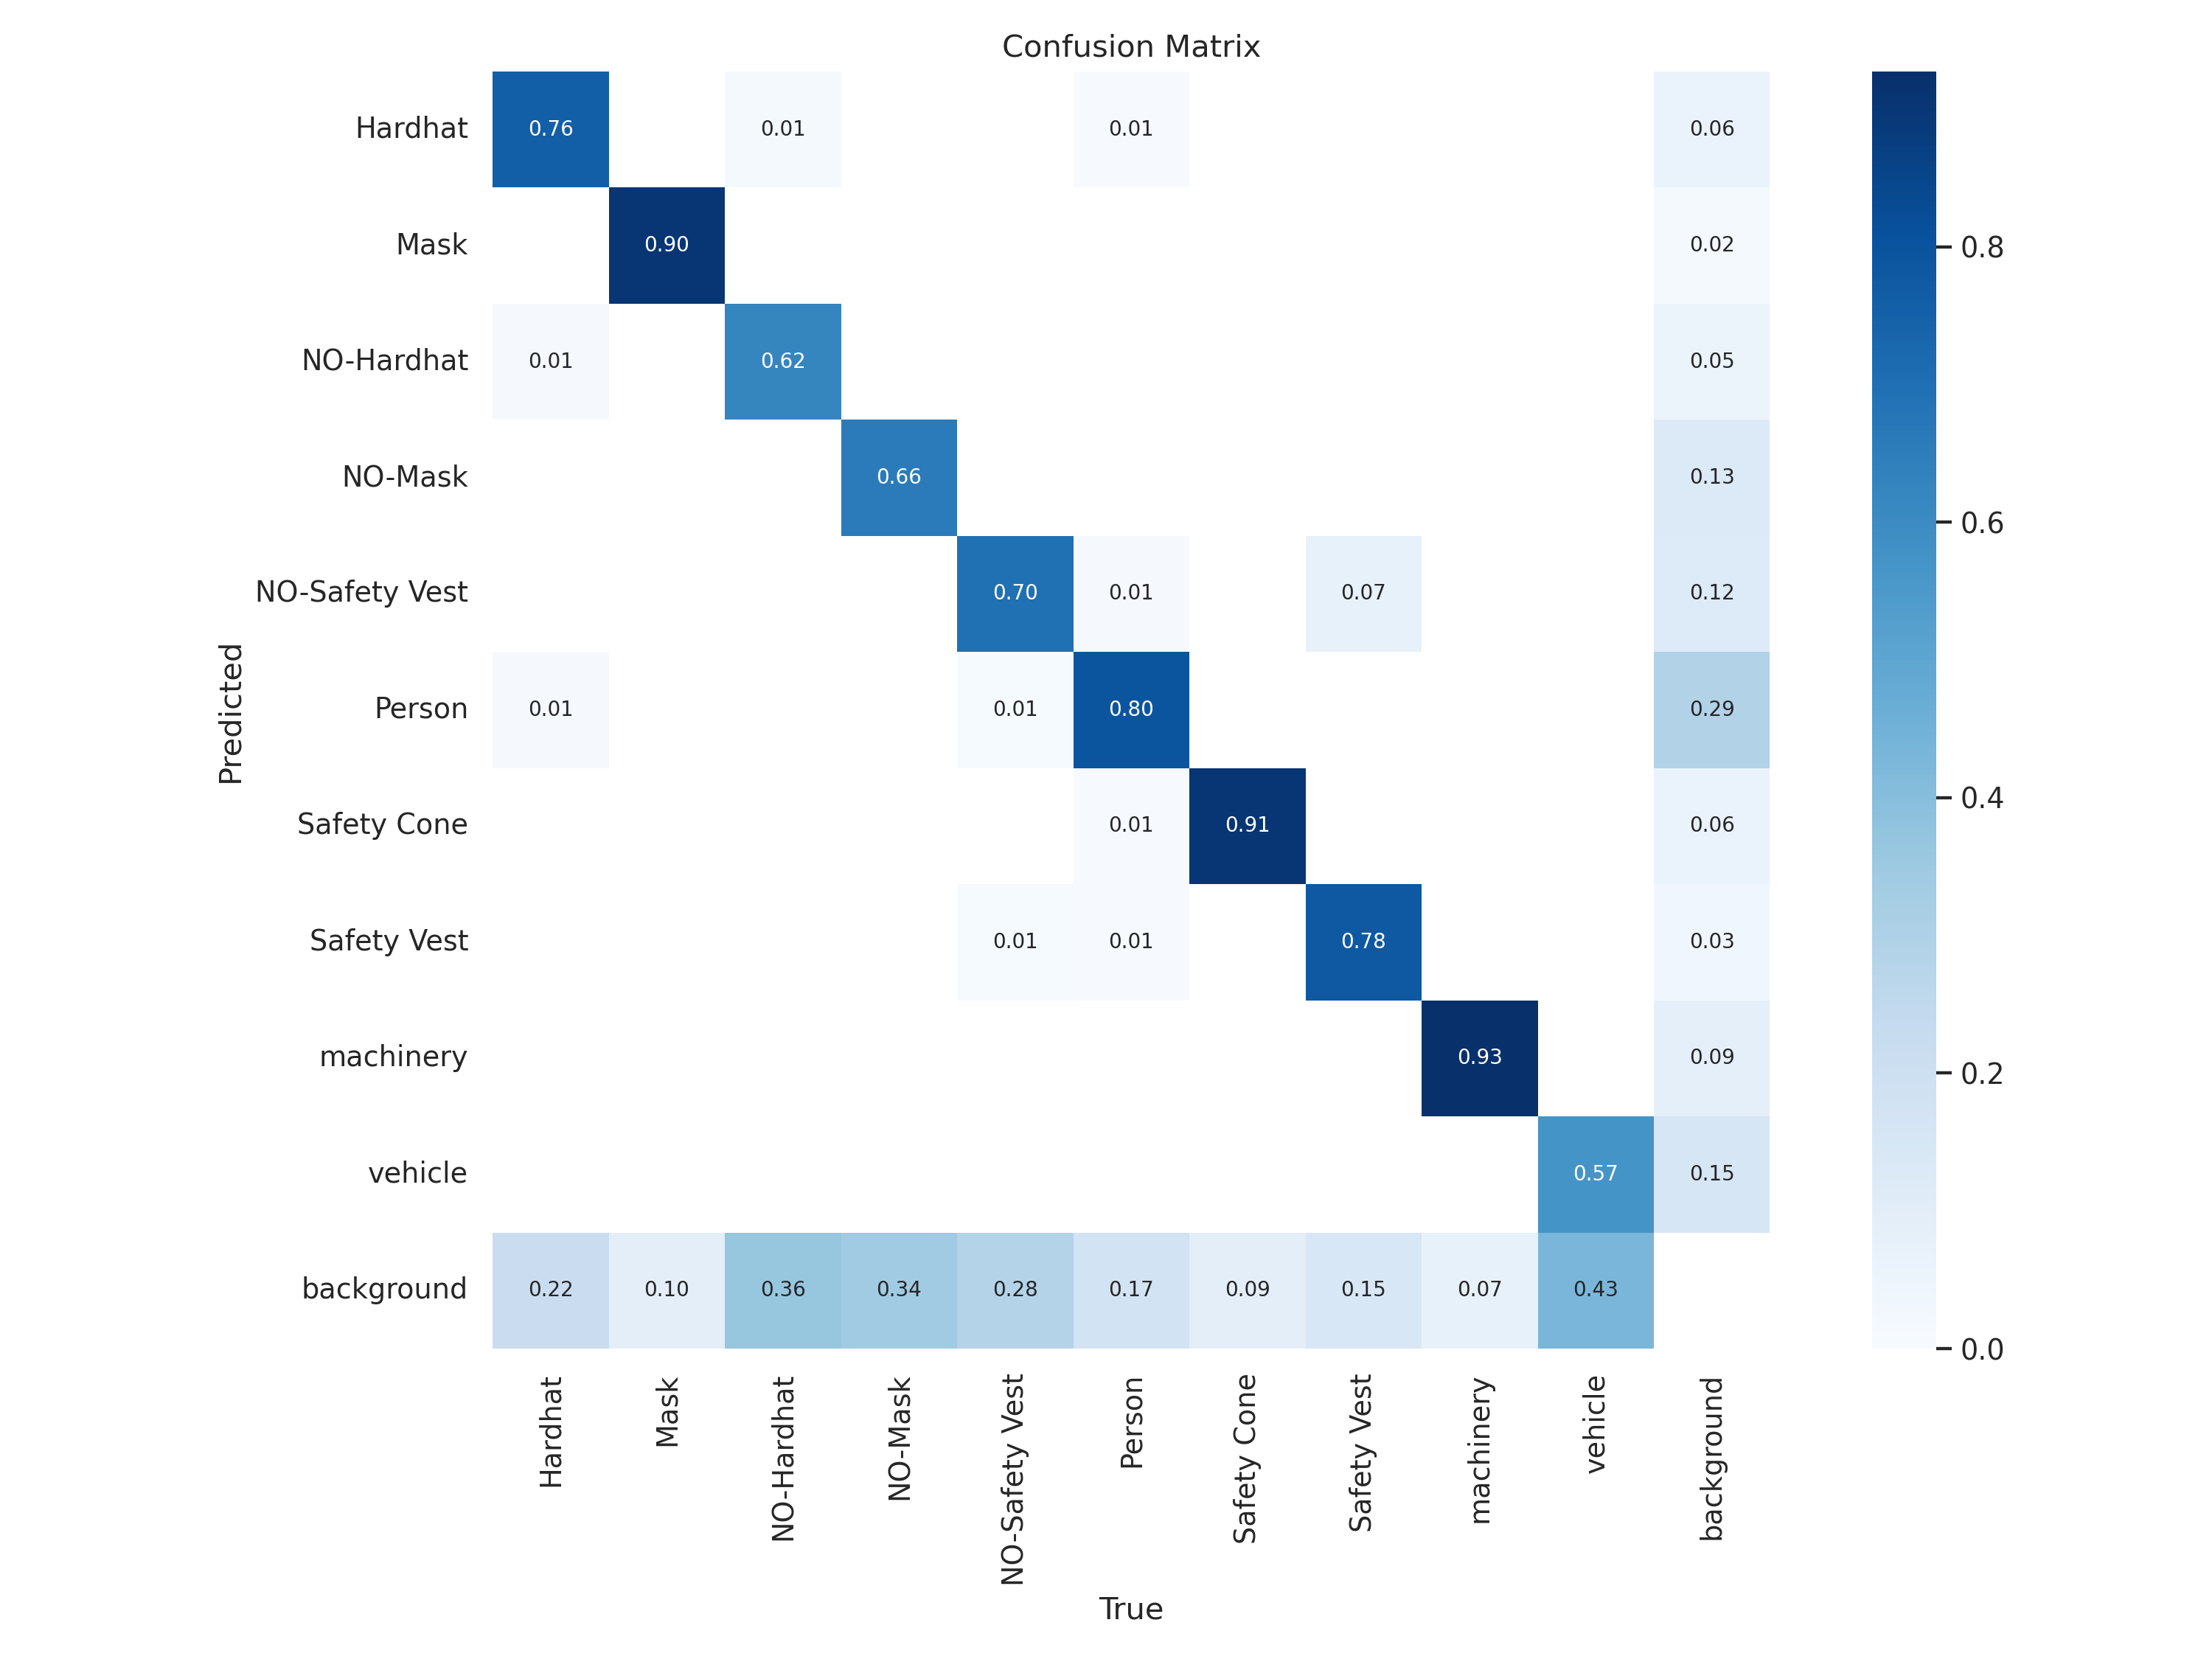 Confusion Matrix
Hardhat 0.76 0.01 0.01 0.06
Mask 0.90 0.02 0.8
NO-Hardhat 0.01 0.62 0.05
NO-Mask 0.66 0.13 0.6
NO-Safety Vest 0.70 0.01 0.07 0.12
Predicted
Person 0.01 0.01 0.80 0.29
Safety Cone 0.01 0.91 0.06 0.4
Safety Vest 0.01 0.01 0.78 0.03
machinery 0.93 0.09 0.2
vehicle 0.57 0.15
background 0.22 0.10 0.36 0.34 0.28 0.17 0.09 0.15 0.07 0.43
0.0
Hardhat
Mask
NO-Hardhat
NO-Mask
NO-Safety Vest
Person
Safety Cone
Safety Vest
machinery
vehicle
background
True